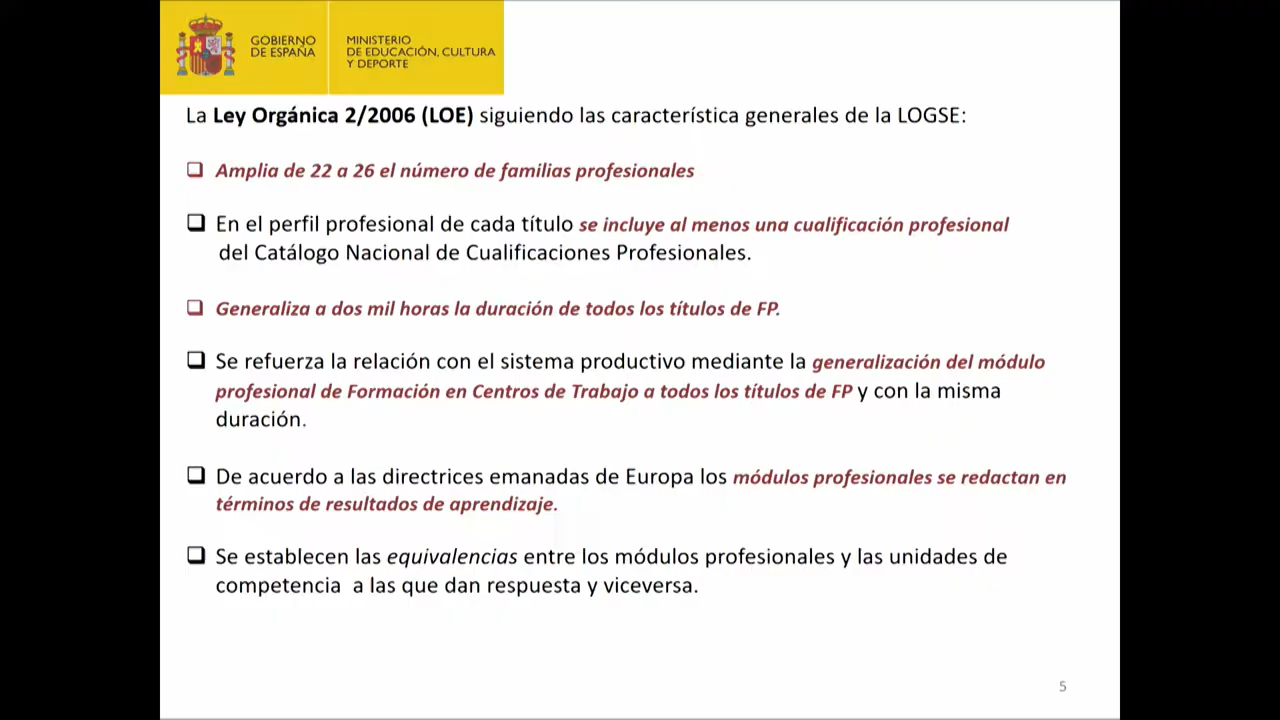 GOBIERNO
DE ESPAÑA
MINISTERIO
DE EDUCACIÓN, CULTURA
Y DEPORTE
La Ley Orgánica 2/2006 (LOE) siguiendo las característica generales de la LOGSE:
Amplia de 22 a 26 el número de familias profesionales
En el perfil profesional de cada título se incluye al menos una cualificación profesional
del Catálogo Nacional de Cualificaciones Profesionales.
Generaliza a dos mil horas la duración de todos los títulos de FP.
Se refuerza la relación con el sistema productivo mediante la generalización del módulo
profesional de Formación en Centros de Trabajo a todos los títulos de FP y con la misma
duración.
De acuerdo a las directrices emanadas de Europa los módulos profesionales se redactan en
términos de resultados de aprendizaje.
Se establecen las equivalencias entre los módulos profesionales y las unidades de
competencia  a las que dan respuesta y viceversa.
5